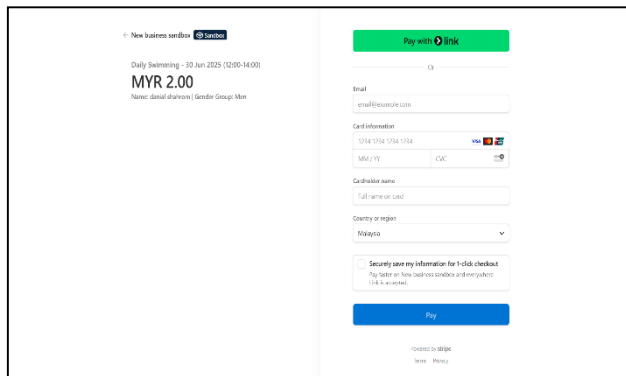 ← New business sandbox Sandbox
Daily Swimming - 30 Jun 2025 (12:00-14:00)
MYR 2.00
Name: danial shahrom | Gender Group: Men
Pay with link
Or
Email
email@example.com
Card information
1234 1234 1234 1234 VISA
MM / YY CVC
Cardholder name
Full name on card
Country or region
Malaysia
Securely save my information for 1-click checkout
Pay faster on New business sandbox and everywhere
Link is accepted.
Pay
Powered by stripe
Terms Privacy